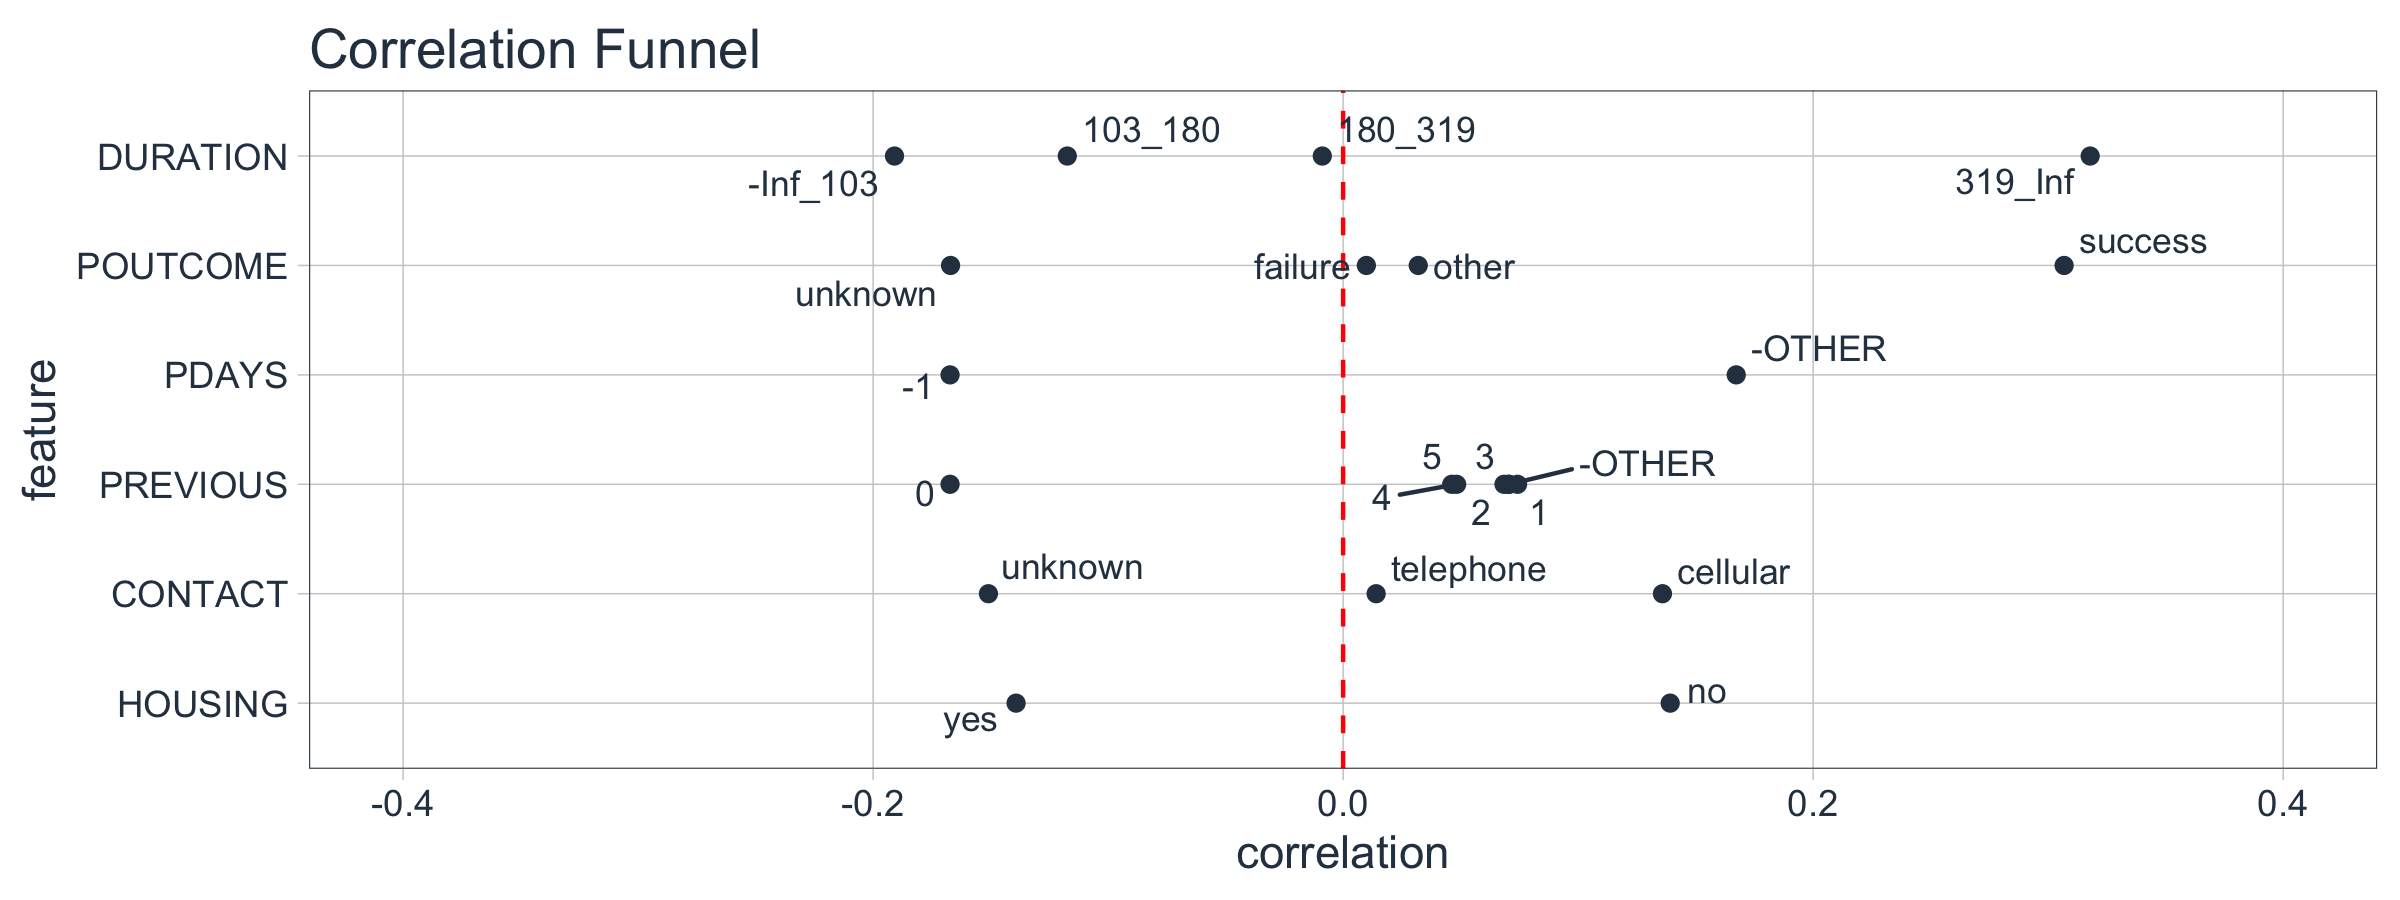 Correlation Funnel
feature
DURATION
-Inf_103
103_180
180_319
319_Inf
POUTCOME
unknown
failure
other
success
PDAYS
-1
-OTHER
PREVIOUS
0
4
5
2
3
1
-OTHER
CONTACT
unknown
telephone
cellular
HOUSING
yes
no
-0.4
-0.2
0.0
0.2
0.4
correlation